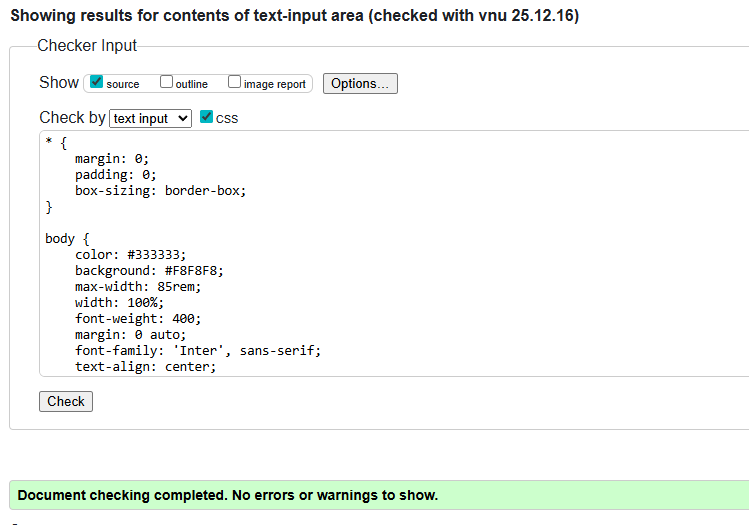 Showing results for contents of text-input area (checked with vnu 25.12.16)
Checker Input
Show source outline image report Options...
Check by text input css
* {
    margin: 0;
    padding: 0;
    box-sizing: border-box;
}
body {
    color: #333333;
    background: #F8F8F8;
    max-width: 85rem;
    width: 100%;
    font-weight: 400;
    margin: 0 auto;
    font-family: 'Inter', sans-serif;
    text-align: center;
Check
Document checking completed. No errors or warnings to show.